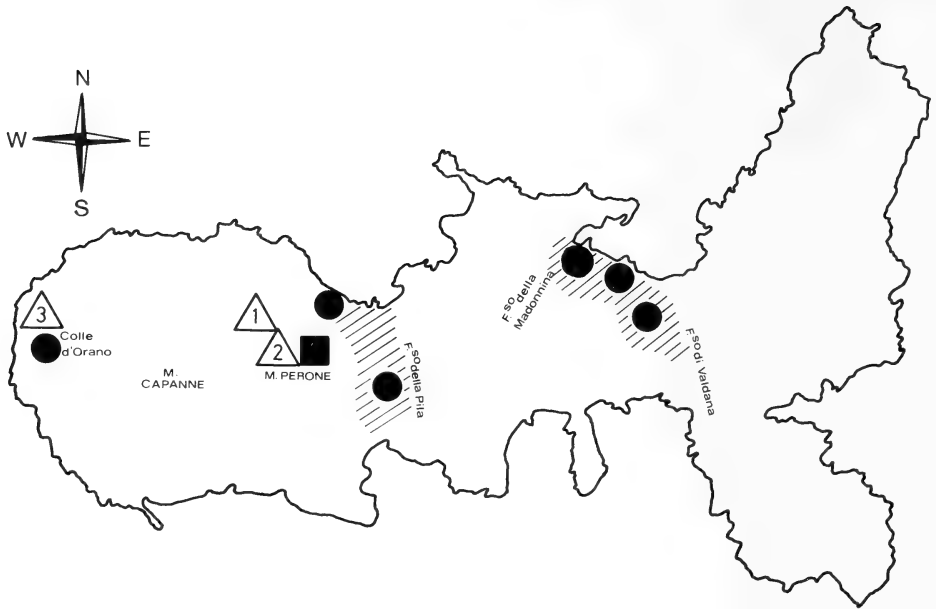 N
W E
S
3
Colle
d'Orano
M.
CAPANNE
1
2
M. PERONE
F.so della Pila
F.so della
Madonnina
F.so di Valdana